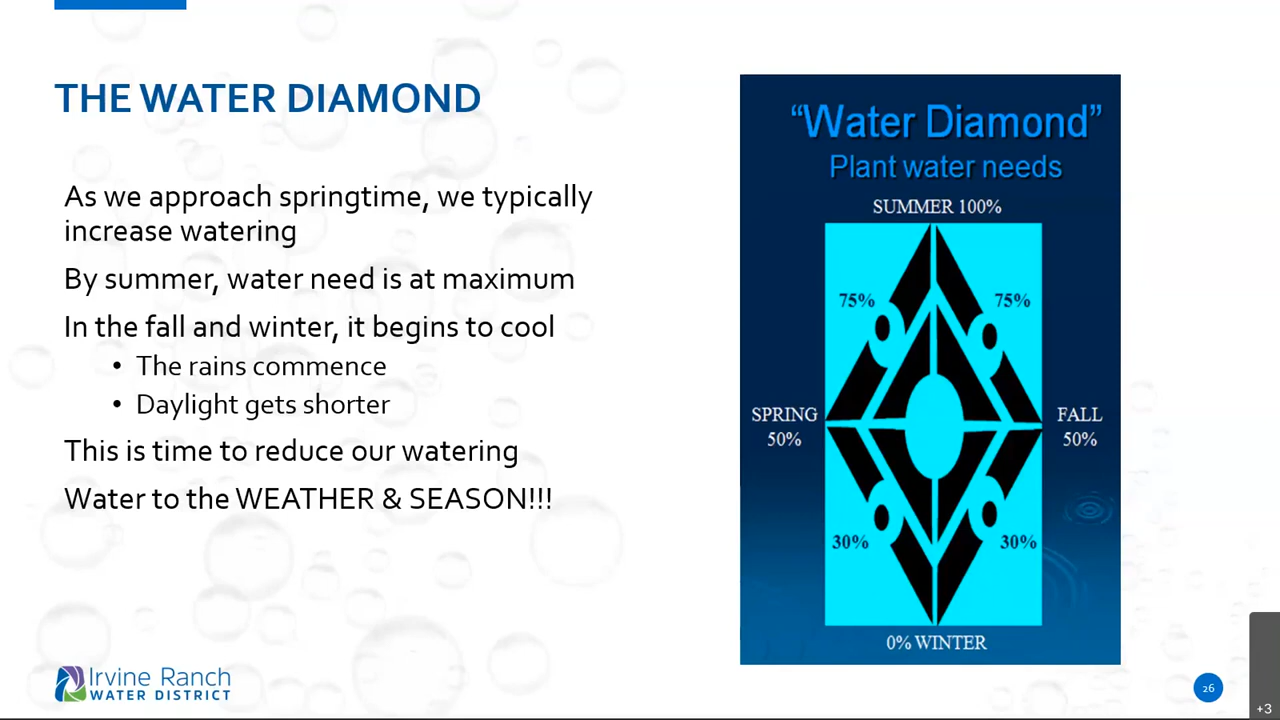 THE WATER DIAMOND
As we approach springtime, we typically
increase watering
By summer, water need is at maximum
In the fall and winter, it begins to cool
• The rains commence
• Daylight gets shorter
This is time to reduce our watering
Water to the WEATHER & SEASON!!!
“Water Diamond”
Plant water needs
SUMMER 100%
75%
75%
SPRING
50%
FALL
50%
30%
30%
0% WINTER
Irvine Ranch
WATER DISTRICT
26
+3